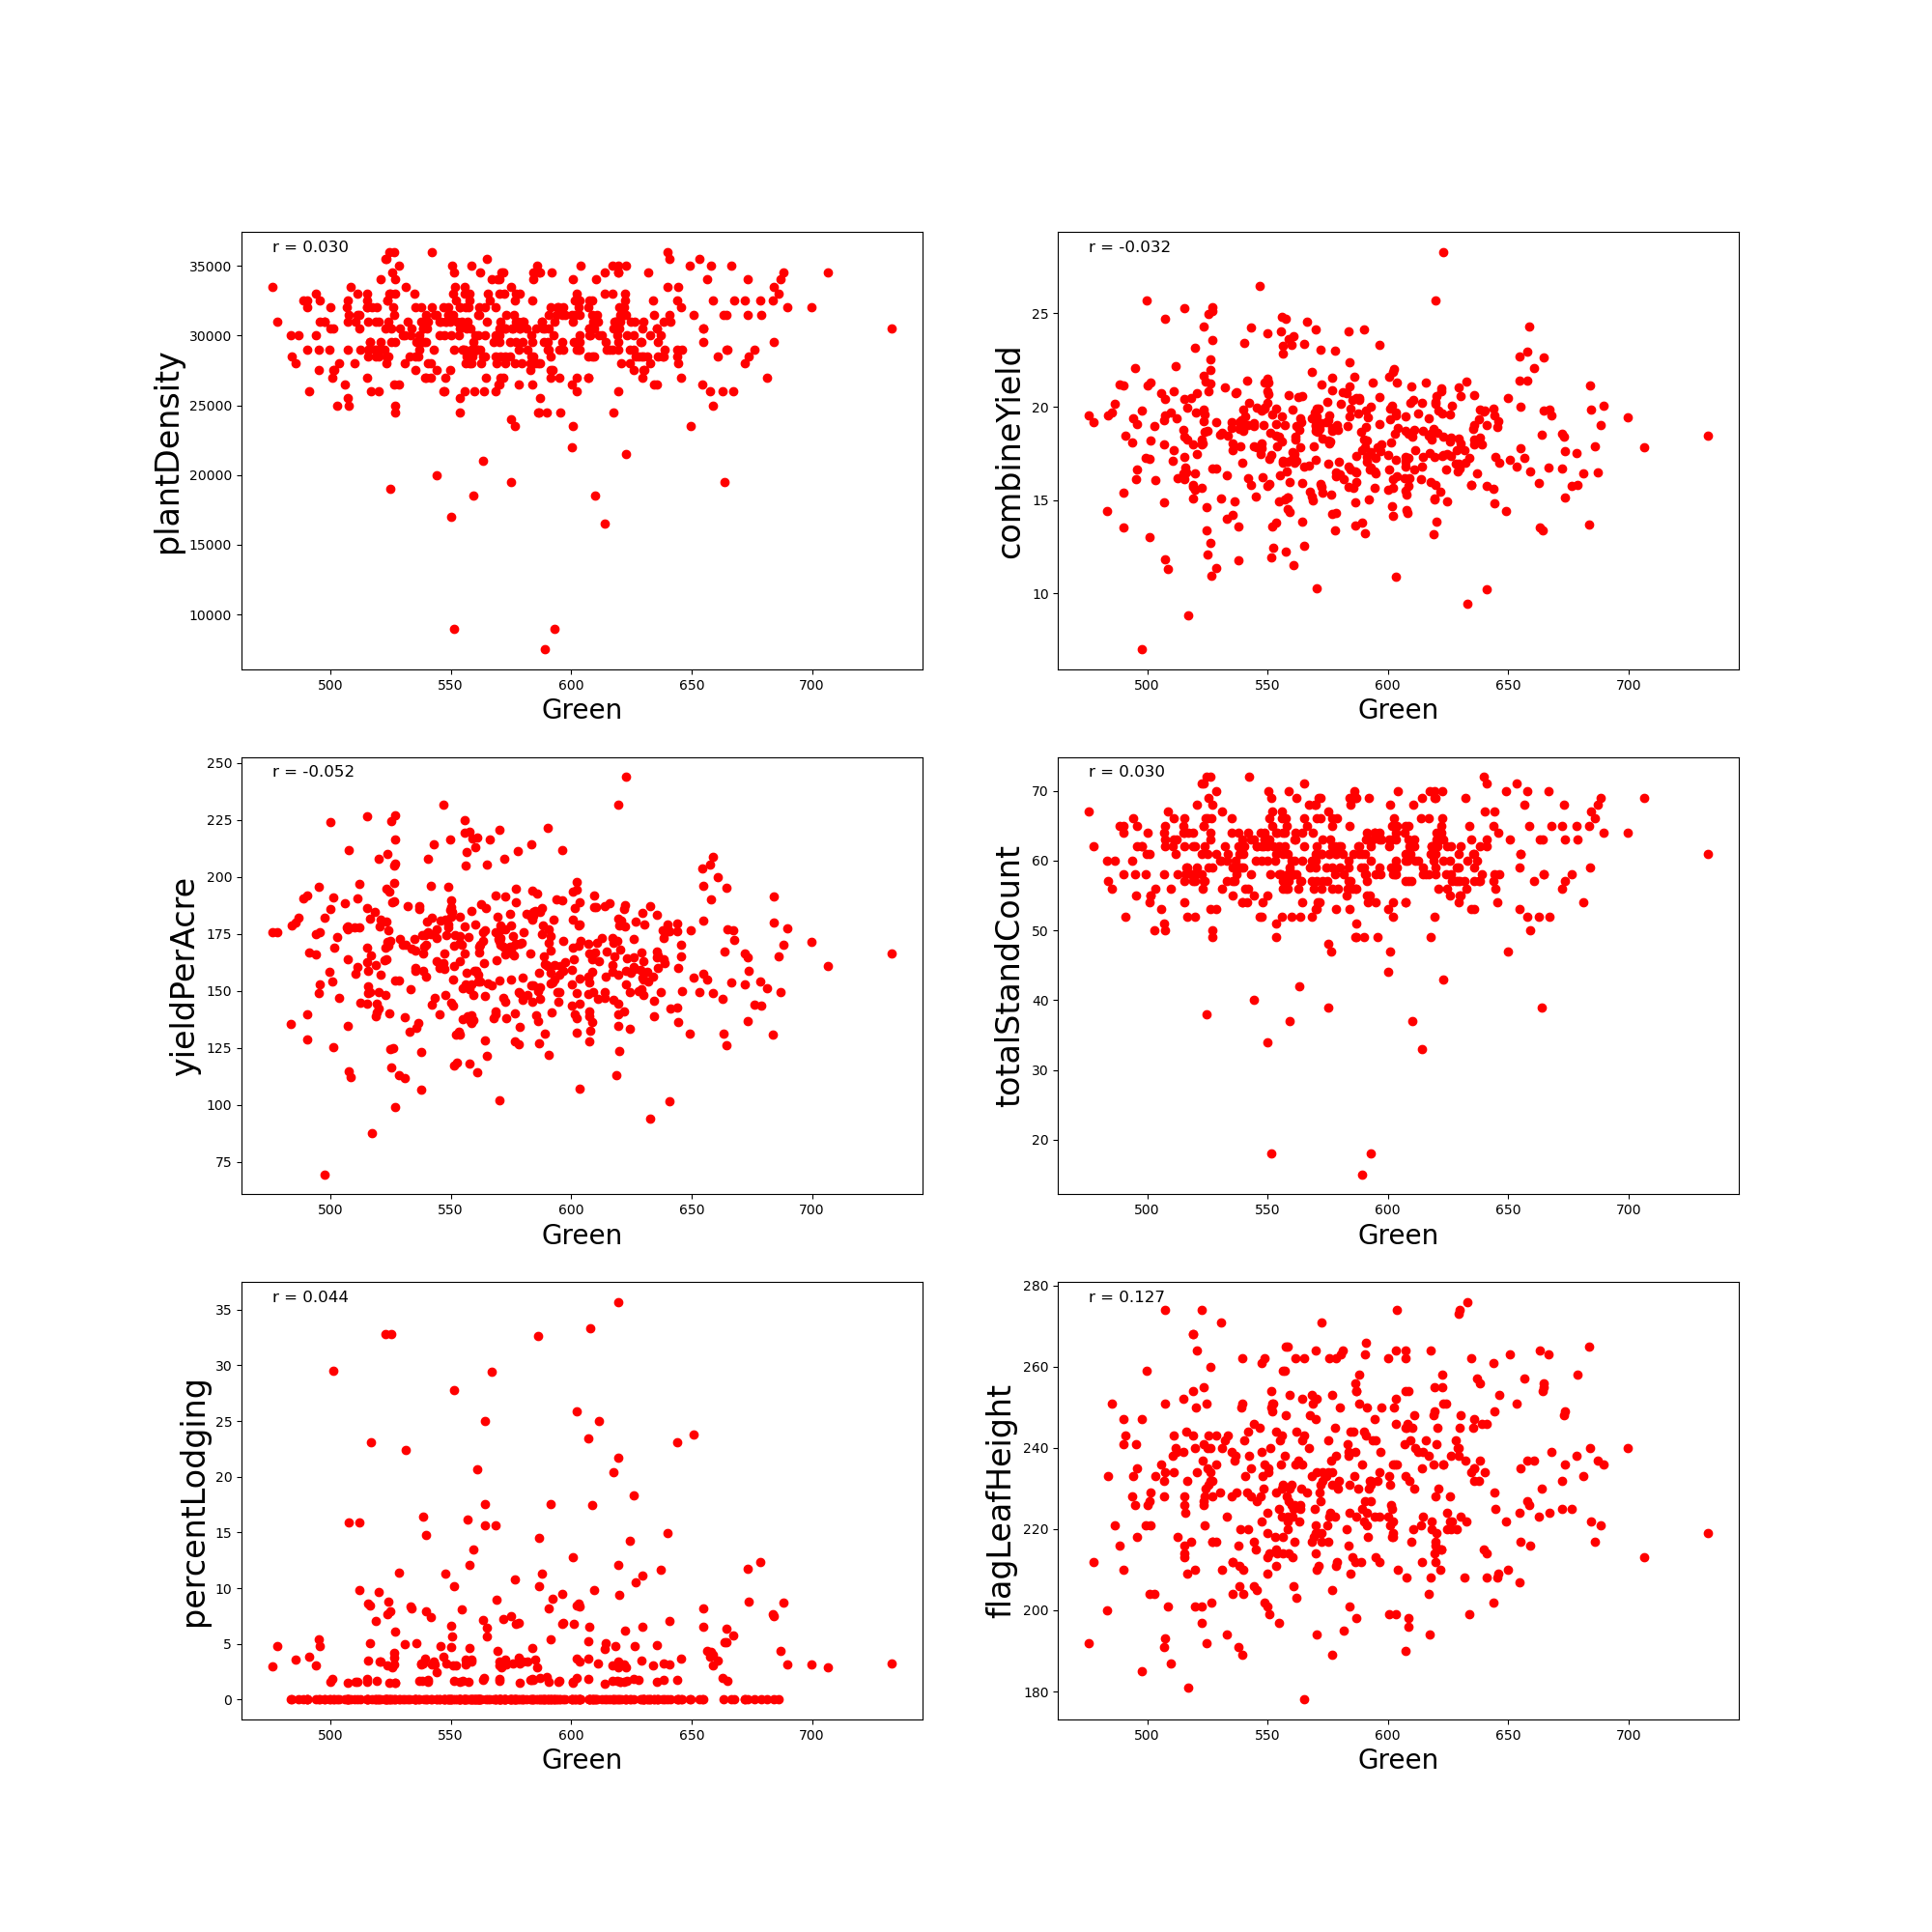 r = 0.030
35000
30000
25000
20000
15000
10000
plantDensity
500 550 600 650 700
Green
r = -0.032
25
20
15
10
combineYield
500 550 600 650 700
Green
r = -0.052
250
225
200
175
150
125
100
75
yieldPerAcre
500 550 600 650 700
Green
r = 0.030
70
60
50
40
30
20
totalStandCount
500 550 600 650 700
Green
r = 0.044
35
30
25
20
15
10
5
0
percentLodging
500 550 600 650 700
Green
r = 0.127
280
260
240
220
200
180
flagLeafHeight
500 550 600 650 700
Green